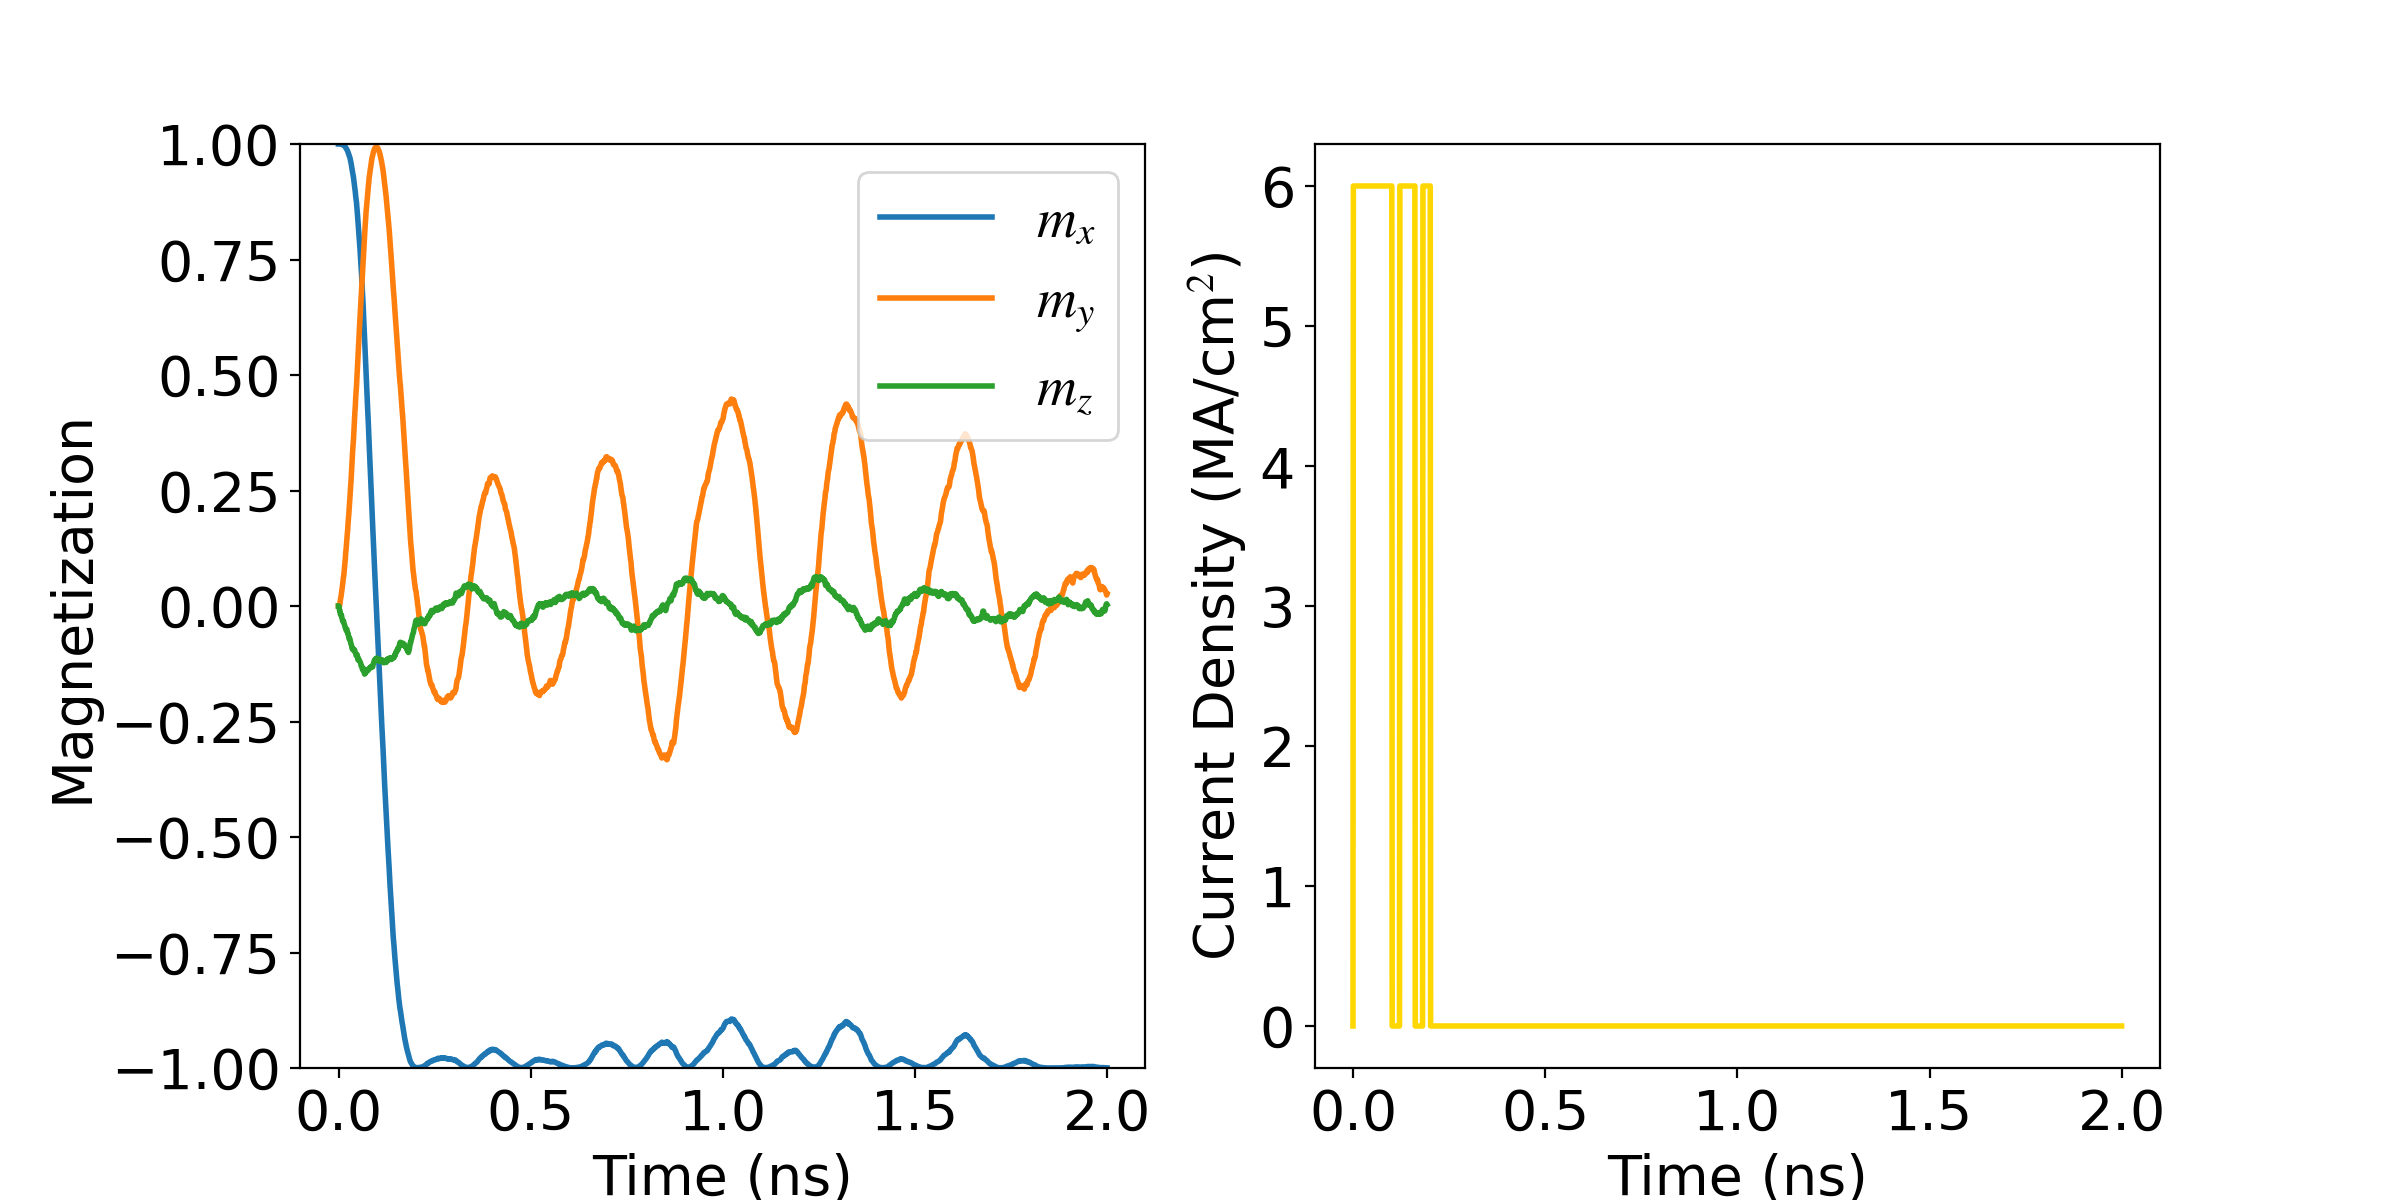 1.00
0.75
0.50
0.25
0.00
−0.25
−0.50
−0.75
−1.00
0.0 0.5 1.0 1.5 2.0
Time (ns)
Magnetization
m_x
m_y
m_z
6
5
4
3
2
1
0
0.0 0.5 1.0 1.5 2.0
Time (ns)
Current Density (MA/cm²)